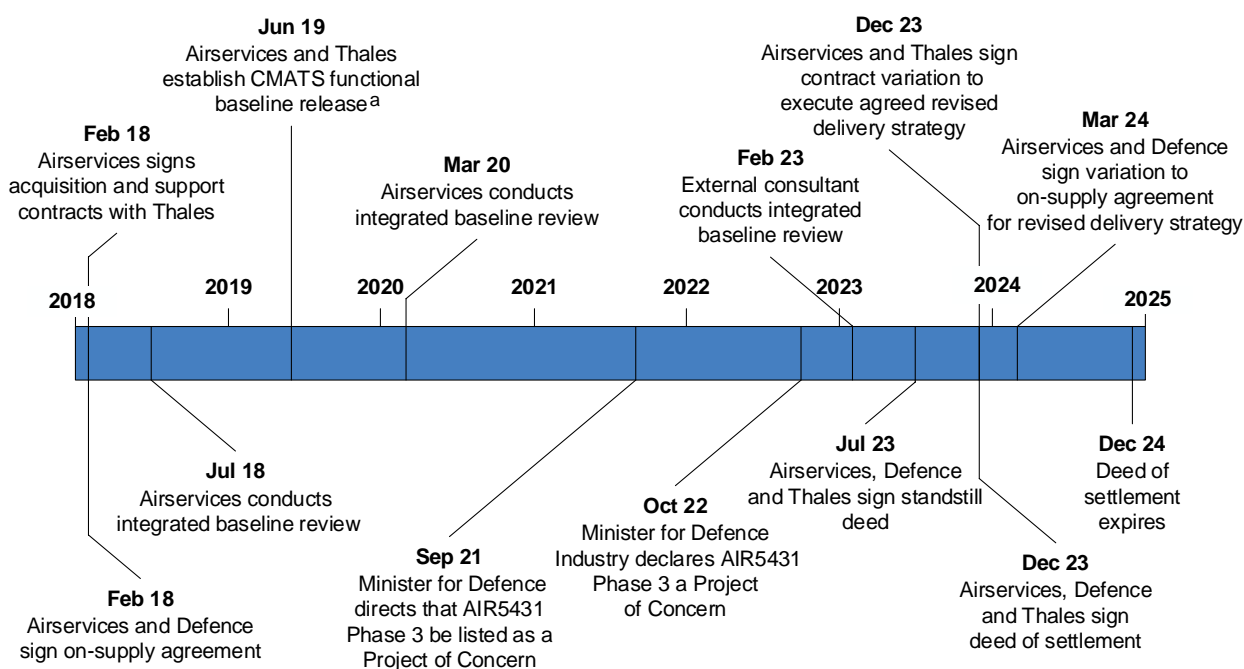 Jun 19
Airservices and Thales
establish CMATS functional
baseline releaseᵃ
Dec 23
Airservices and Thales sign
contract variation to
execute agreed revised
delivery strategy
Feb 18
Airservices signs
acquisition and support
contracts with Thales
Mar 20
Airservices conducts
integrated baseline review
Feb 23
External consultant
conducts integrated
baseline review
Mar 24
Airservices and Defence
sign variation to
on-supply agreement
for revised delivery strategy
2018
2019
2020
2021
2022
2023
2024
2025
Feb 18
Airservices and Defence
sign on-supply agreement
Jul 18
Airservices conducts
integrated baseline review
Sep 21
Minister for Defence
directs that AIR5431
Phase 3 be listed as a
Project of Concern
Oct 22
Minister for Defence
Industry declares AIR5431
Phase 3 a Project
of Concern
Jul 23
Airservices, Defence
and Thales sign standstill
deed
Dec 23
Airservices, Defence
and Thales sign
deed of settlement
Dec 24
Deed of
settlement
expires